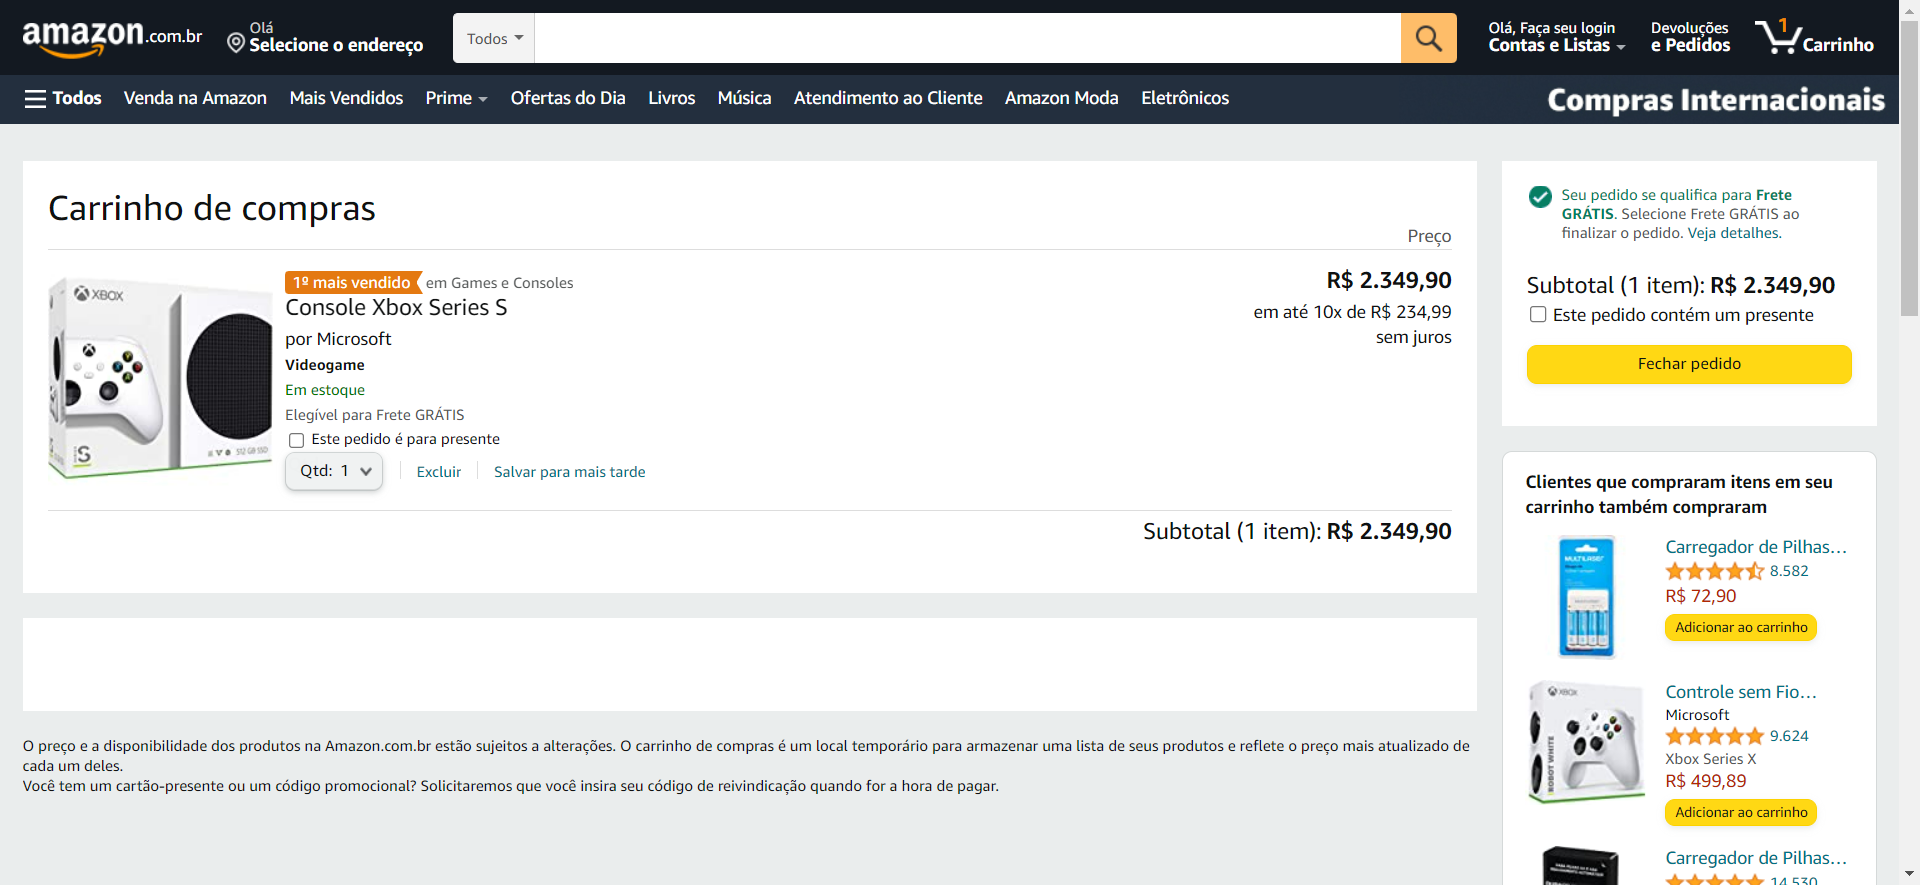 amazon.com.br
Olá
Selecione o endereço
Todos
Olá, Faça seu login
Contas e Listas
Devoluções
e Pedidos
1
Carrinho
Todos
Venda na Amazon
Mais Vendidos
Prime
Ofertas do Dia
Livros
Música
Atendimento ao Cliente
Amazon Moda
Eletrônicos
Compras Internacionais
Carrinho de compras
Preço
XBOX
S
512 GB SSD
1º mais vendido em Games e Consoles
Console Xbox Series S
por Microsoft
Videogame
Em estoque
Elegível para Frete GRÁTIS
Este pedido é para presente
Qtd: 1
Excluir
Salvar para mais tarde
R$ 2.349,90
em até 10x de R$ 234,99
sem juros
Subtotal (1 item): R$ 2.349,90
O preço e a disponibilidade dos produtos na Amazon.com.br estão sujeitos a alterações. O carrinho de compras é um local temporário para armazenar uma lista de seus produtos e reflete o preço mais atualizado de
cada um deles.
Você tem um cartão-presente ou um código promocional? Solicitaremos que você insira seu código de reivindicação quando for a hora de pagar.
Seu pedido se qualifica para Frete
GRÁTIS. Selecione Frete GRÁTIS ao
finalizar o pedido. Veja detalhes.
Subtotal (1 item): R$ 2.349,90
Este pedido contém um presente
Fechar pedido
Clientes que compraram itens em seu
carrinho também compraram
MULTILASER
Carregador de Pilhas...
8.582
R$ 72,90
Adicionar ao carrinho
XBOX
ROBOT WHITE
Controle sem Fio...
Microsoft
9.624
Xbox Series X
R$ 499,89
Adicionar ao carrinho
Carregador de Pilhas...
14.530